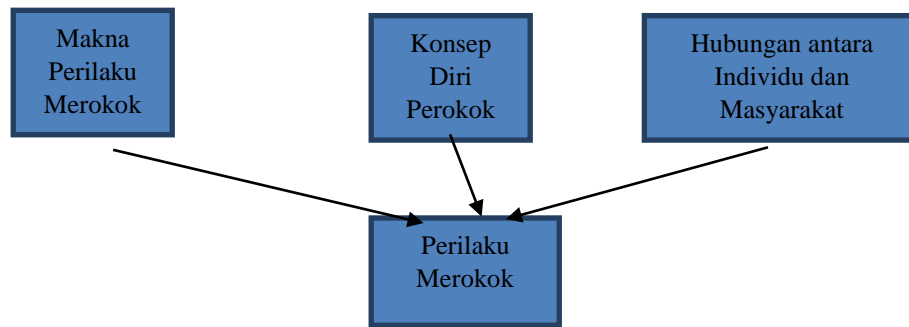 Makna
Perilaku
Merokok
Konsep
Diri
Perokok
Hubungan antara
Individu dan
Masyarakat
Perilaku
Merokok